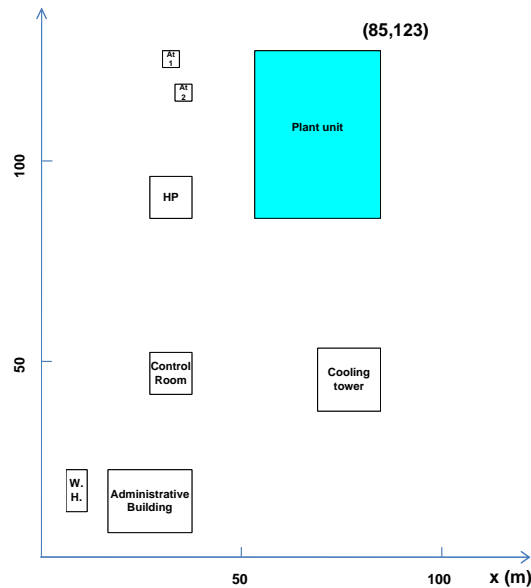 (85,123)
At
1
At
2
Plant unit
100
HP
50
Control
Room
Cooling
tower
W.
H.
Administrative
Building
50
100
x (m)